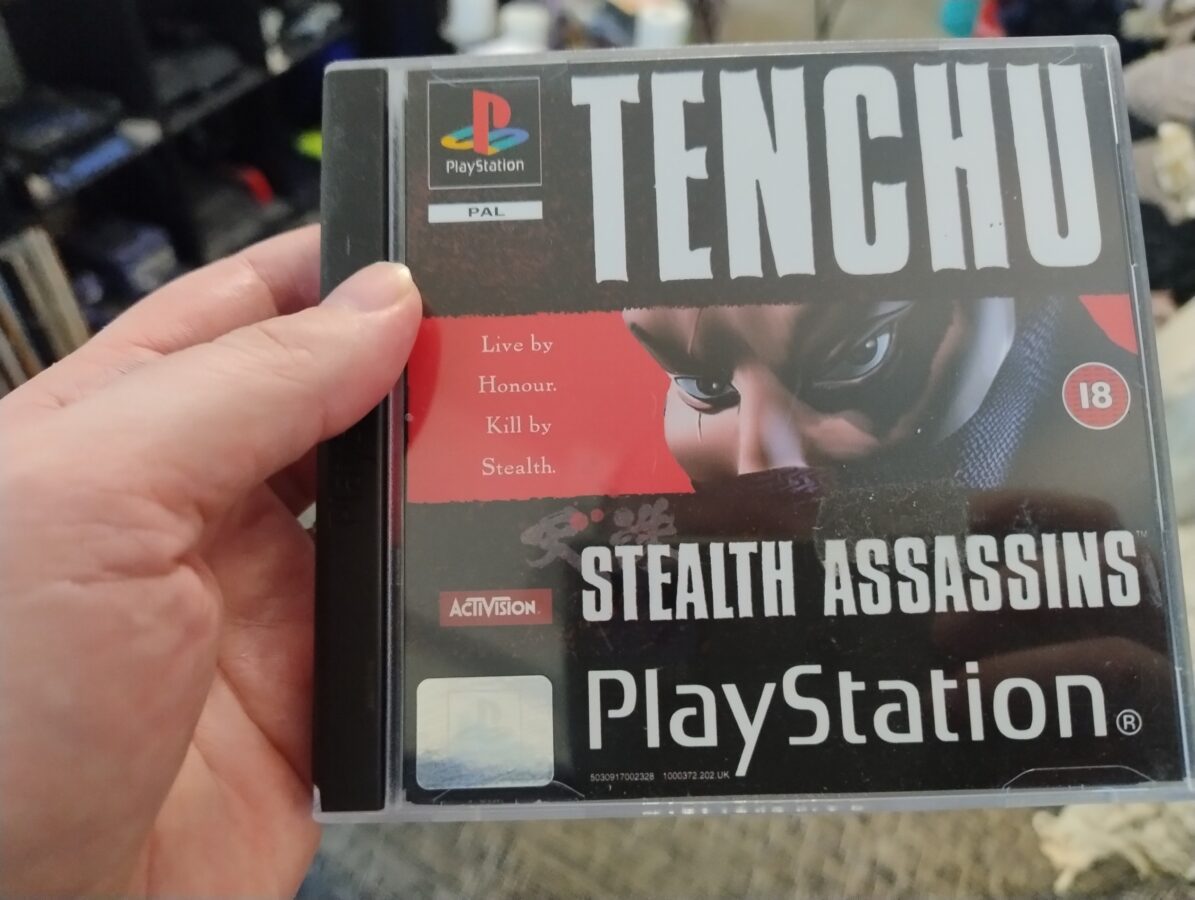 PlayStation
PAL
TENCHU
Live by
Honour.
Kill by
Stealth.
18
天誅
STEALTH ASSASSINS™
ACTIVISION.
PlayStation®
5030917002328 1000372.202.UK